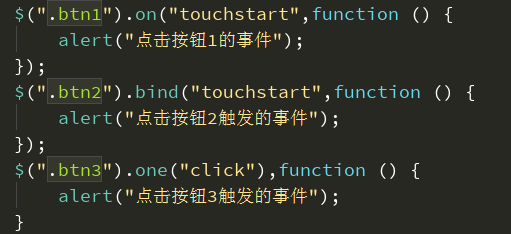 $(".btn1").on("touchstart",function () {
    alert("点击按钮1的事件");
});
$(".btn2").bind("touchstart",function () {
    alert("点击按钮2触发的事件");
});
$(".btn3").one("click"),function () {
    alert("点击按钮3触发的事件");
}